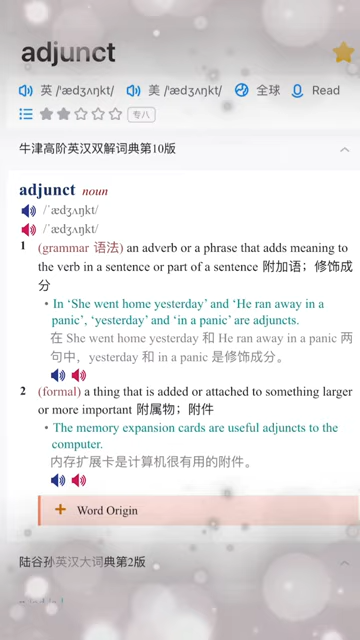 adjunct
英 /'ædʒʌŋkt/ 美 /'ædʒʌŋkt/ 全球 Read
专八
牛津高阶英汉双解词典第10版
adjunct noun
/ˈædʒʌŋkt/
/ˈædʒʌŋkt/
1 (grammar 语法) an adverb or a phrase that adds meaning to
the verb in a sentence or part of a sentence 附加语；修饰成
分
• In ‘She went home yesterday’ and ‘He ran away in a
panic’, ‘yesterday’ and ‘in a panic’ are adjuncts.
在 She went home yesterday 和 He ran away in a panic 两
句中，yesterday 和 in a panic 是修饰成分。
2 (formal) a thing that is added or attached to something larger
or more important 附属物；附件
• The memory expansion cards are useful adjuncts to the
computer.
内存扩展卡是计算机很有用的附件。
+ Word Origin
陆谷孙英汉大词典第2版